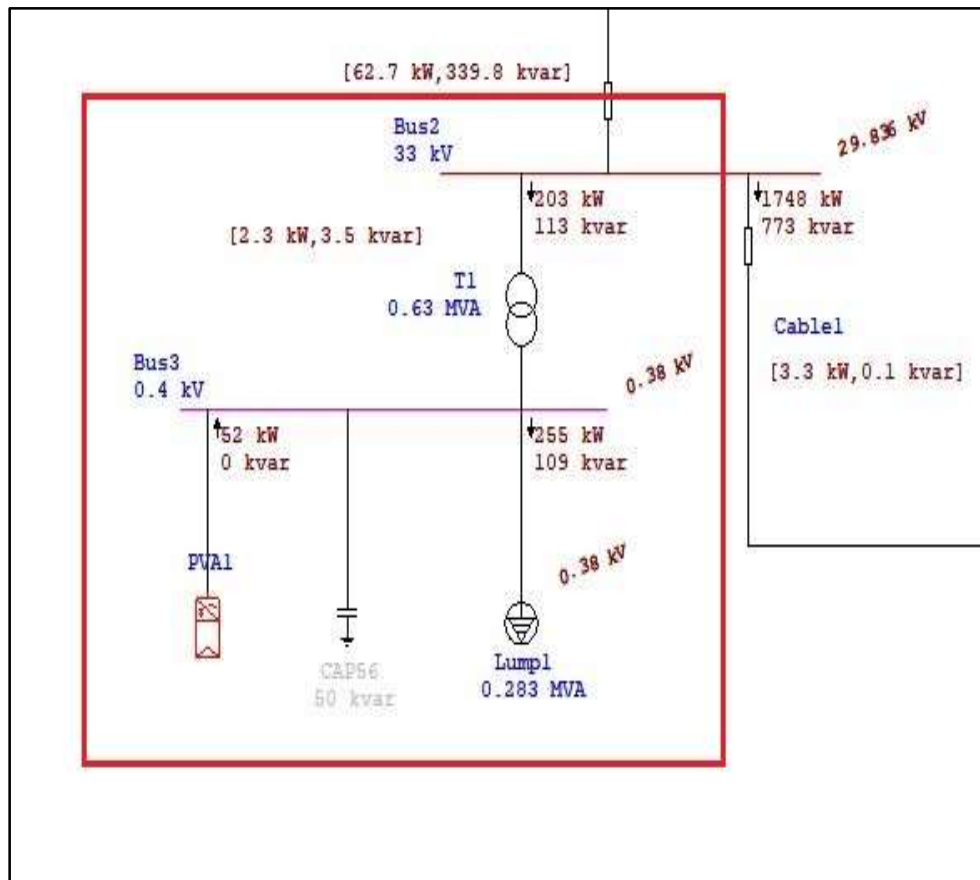 [62.7 kW,339.8 kvar]
Bus2
33 kV
29.836 kV
203 kW
113 kvar
1748 kW
773 kvar
[2.3 kW,3.5 kvar]
T1
0.63 MVA
Cable1
[3.3 kW,0.1 kvar]
Bus3
0.4 kV
0.38 kV
52 kW
0 kvar
255 kW
109 kvar
PVA1
0.38 kV
CAP56
50 kvar
Lump1
0.283 MVA